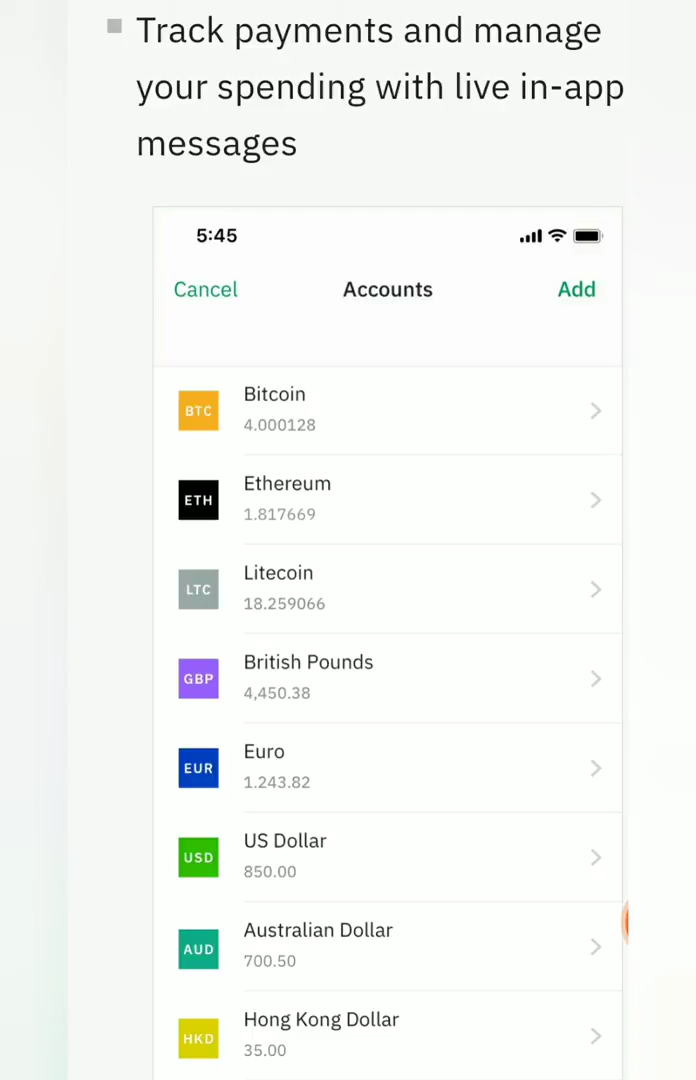 Track payments and manage
your spending with live in-app
messages
5:45
Cancel Accounts Add
BTC Bitcoin
4.000128
ETH Ethereum
1.817669
LTC Litecoin
18.259066
GBP British Pounds
4,450.38
EUR Euro
1.243.82
USD US Dollar
850.00
AUD Australian Dollar
700.50
HKD Hong Kong Dollar
35.00